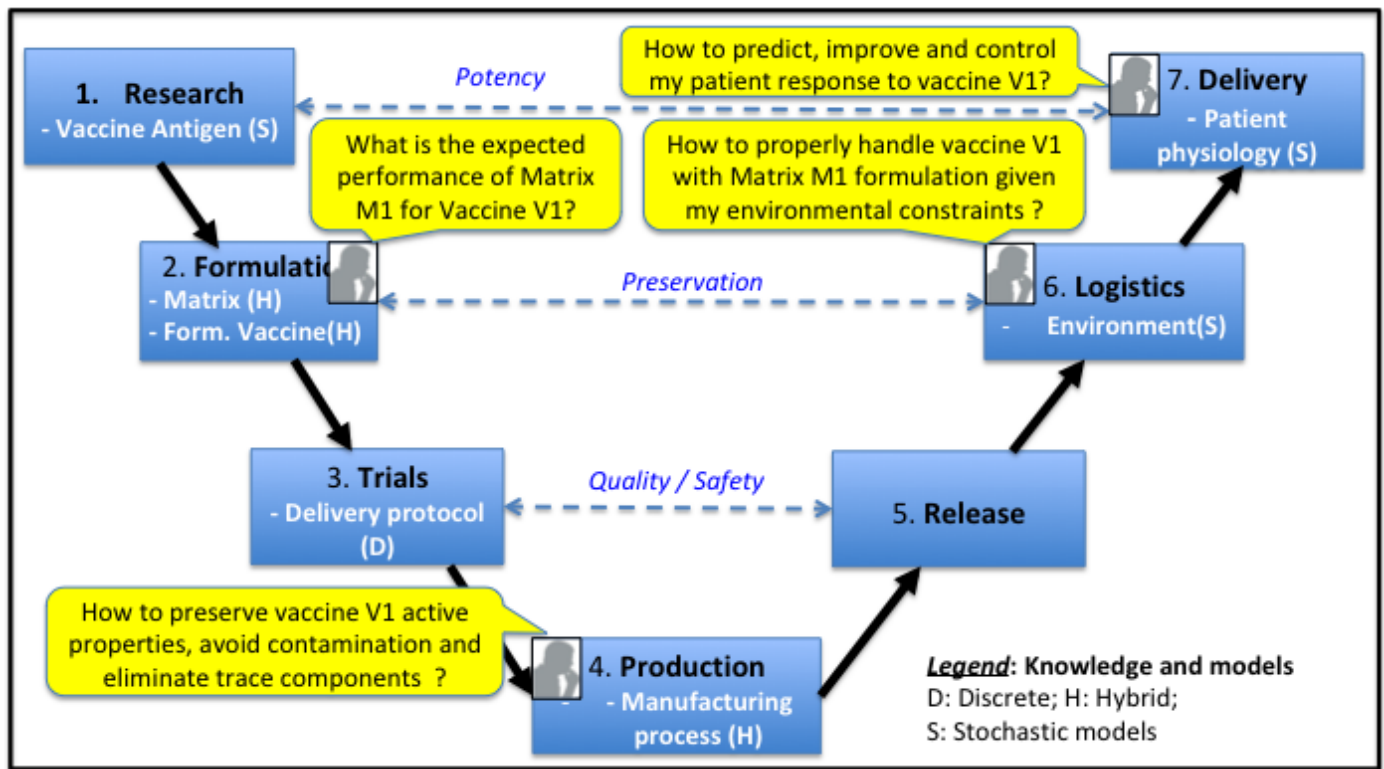 1. Research
- Vaccine Antigen (S)
Potency
How to predict, improve and control
my patient response to vaccine V1?
7. Delivery
- Patient
physiology (S)
What is the expected
performance of Matrix
M1 for Vaccine V1?
How to properly handle vaccine V1
with Matrix M1 formulation given
my environmental constraints ?
2. Formulatio
- Matrix (H)
- Form. Vaccine(H)
Preservation
6. Logistics
- Environment(S)
3. Trials
- Delivery protocol
(D)
Quality / Safety
5. Release
How to preserve vaccine V1 active
properties, avoid contamination and
eliminate trace components ?
4. Production
- - Manufacturing
process (H)
Legend: Knowledge and models
D: Discrete; H: Hybrid;
S: Stochastic models